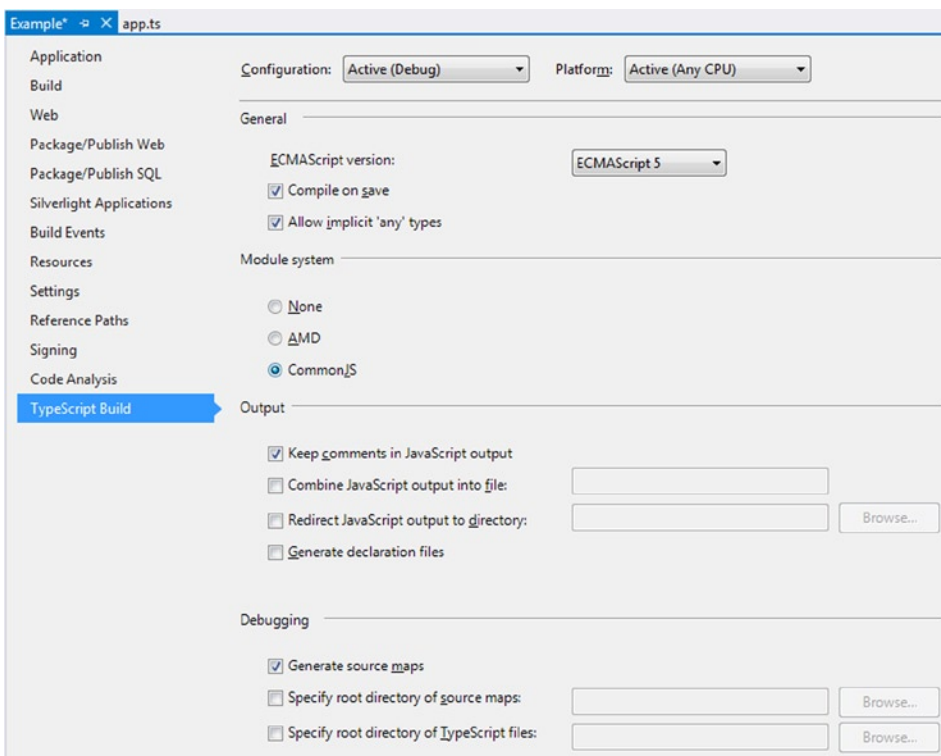 Example* app.ts
Application
Build
Web
Package/Publish Web
Package/Publish SQL
Silverlight Applications
Build Events
Resources
Settings
Reference Paths
Signing
Code Analysis
TypeScript Build
Configuration: Active (Debug) Platform: Active (Any CPU)
General
ECMAScript version: ECMAScript 5
Compile on save
Allow implicit 'any' types
Module system
None
AMD
CommonJS
Output
Keep comments in JavaScript output
Combine JavaScript output into file:
Redirect JavaScript output to directory: Browse...
Generate declaration files
Debugging
Generate source maps
Specify root directory of source maps: Browse...
Specify root directory of TypeScript files: Browse...